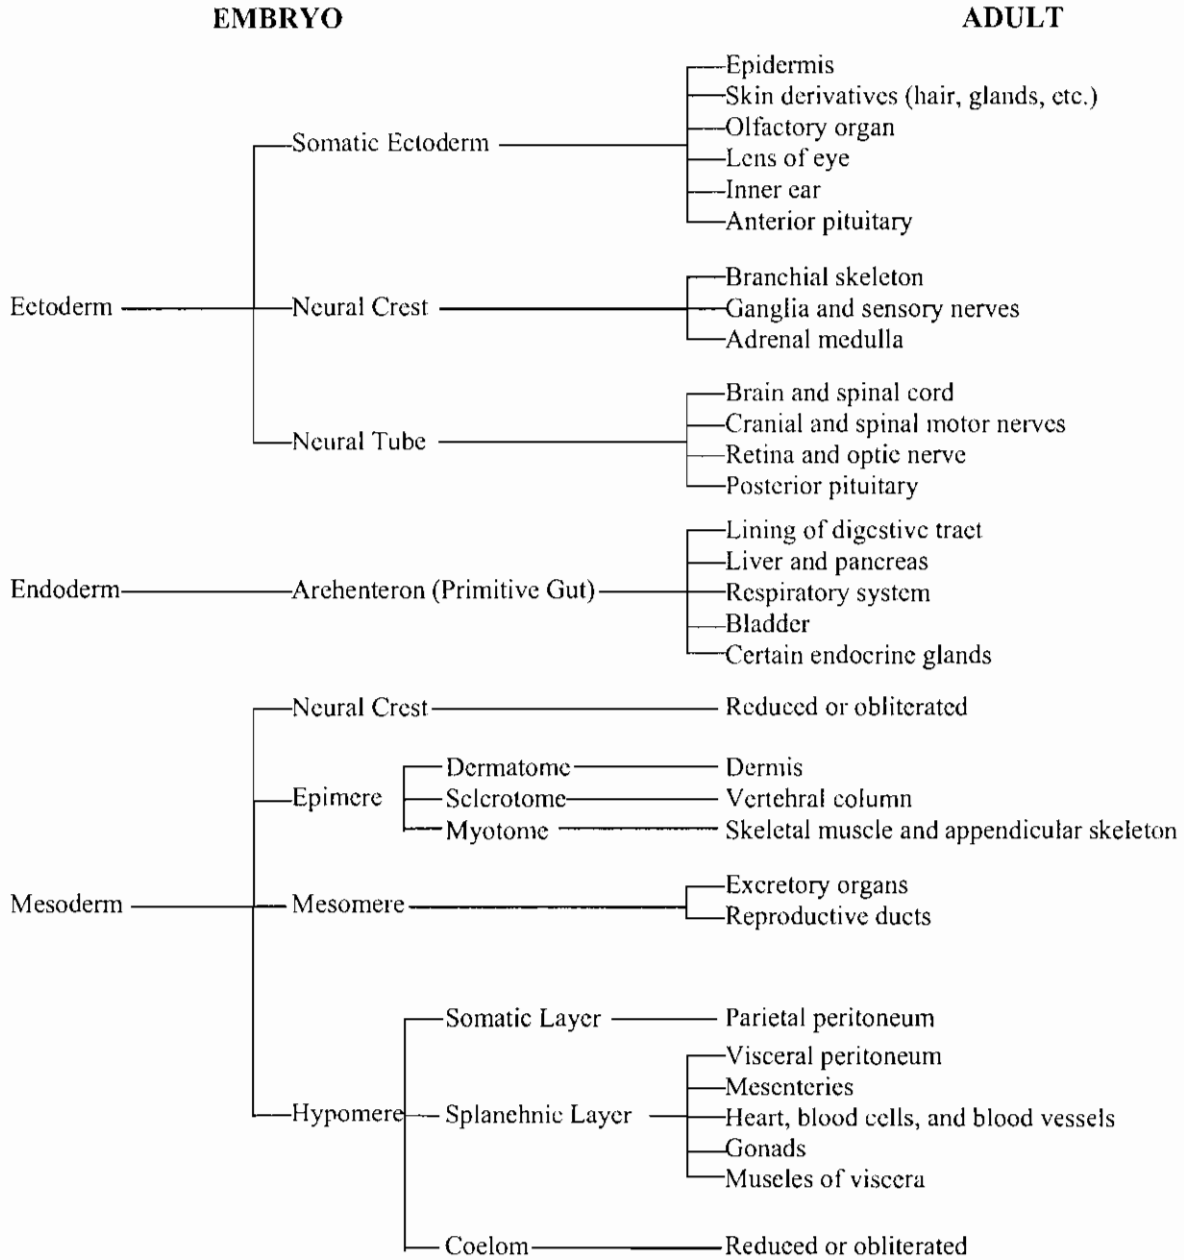 EMBRYO ADULT
Epidermis
Skin derivatives (hair, glands, etc.)
Somatic Ectoderm Olfactory organ
Lens of eye
Inner ear
Anterior pituitary
Branchial skeleton
Ectoderm Neural Crest Ganglia and sensory nerves
Adrenal medulla
Brain and spinal cord
Cranial and spinal motor nerves
Neural Tube Retina and optic nerve
Posterior pituitary
Lining of digestive tract
Liver and pancreas
Endoderm Archenteron (Primitive Gut) Respiratory system
Bladder
Certain endocrine glands
Neural Crest Reduced or obliterated
Dermatome Dermis
Epimere Sclerotome Vertehral column
Myotome Skeletal muscle and appendicular skeleton
Excretory organs
Mesoderm Mesomere Reproductive ducts
Somatic Layer Parietal peritoneum
Visceral peritoneum
Mesenteries
Hypomere Splanehnic Layer Heart, blood cells, and blood vessels
Gonads
Museles of viscera
Coelom Reduced or obliterated